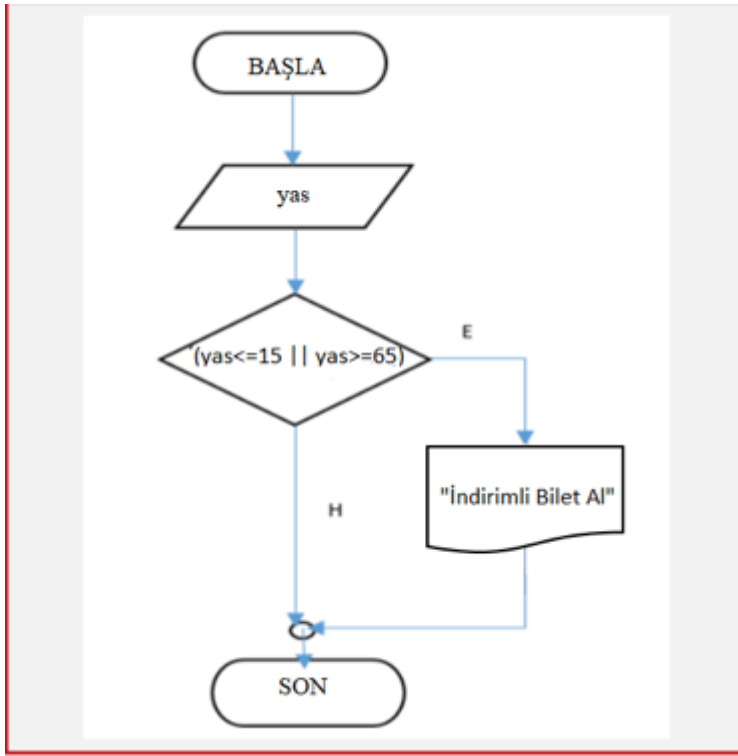 BAŞLA
yas
(yas<=15 || yas>=65)
E
"İndirimli Bilet Al"
H
SON